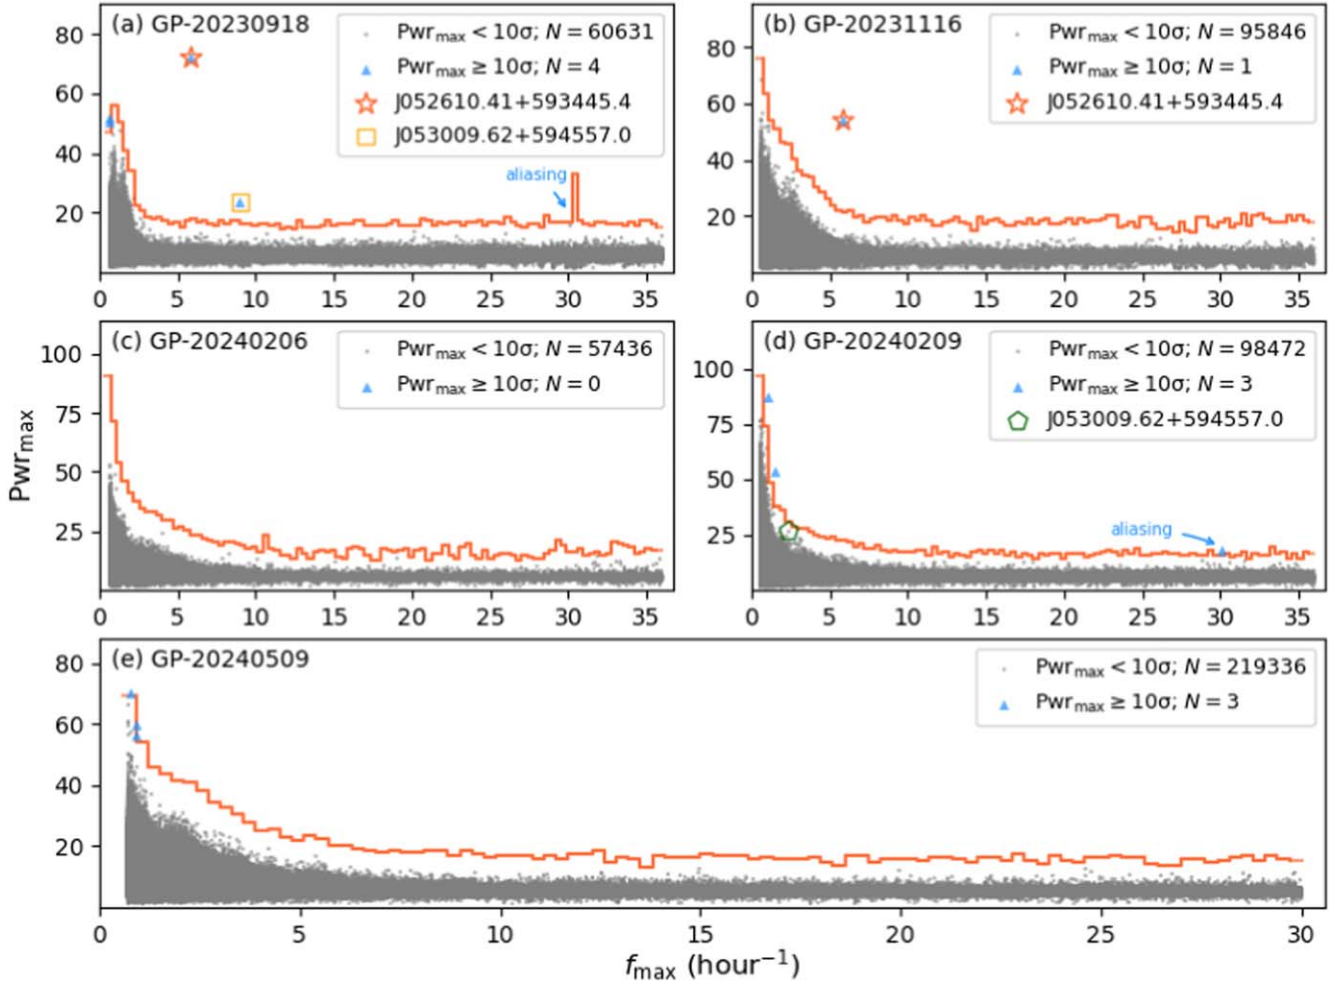 (a) GP-20230918
Pwrmax < 10σ; N = 60631
Pwrmax ≥ 10σ; N = 4
J052610.41+593445.4
J053009.62+594557.0
aliasing
80
60
40
20
0 5 10 15 20 25 30 35
(b) GP-20231116
Pwrmax < 10σ; N = 95846
Pwrmax ≥ 10σ; N = 1
J052610.41+593445.4
80
60
40
20
0 5 10 15 20 25 30 35
(c) GP-20240206
Pwrmax < 10σ; N = 57436
Pwrmax ≥ 10σ; N = 0
100
75
50
25
0 5 10 15 20 25 30 35
(d) GP-20240209
Pwrmax < 10σ; N = 98472
Pwrmax ≥ 10σ; N = 3
J053009.62+594557.0
aliasing
100
75
50
25
0 5 10 15 20 25 30 35
Pwrmax
(e) GP-20240509
Pwrmax < 10σ; N = 219336
Pwrmax ≥ 10σ; N = 3
80
60
40
20
0 5 10 15 20 25 30
fmax (hour−1)